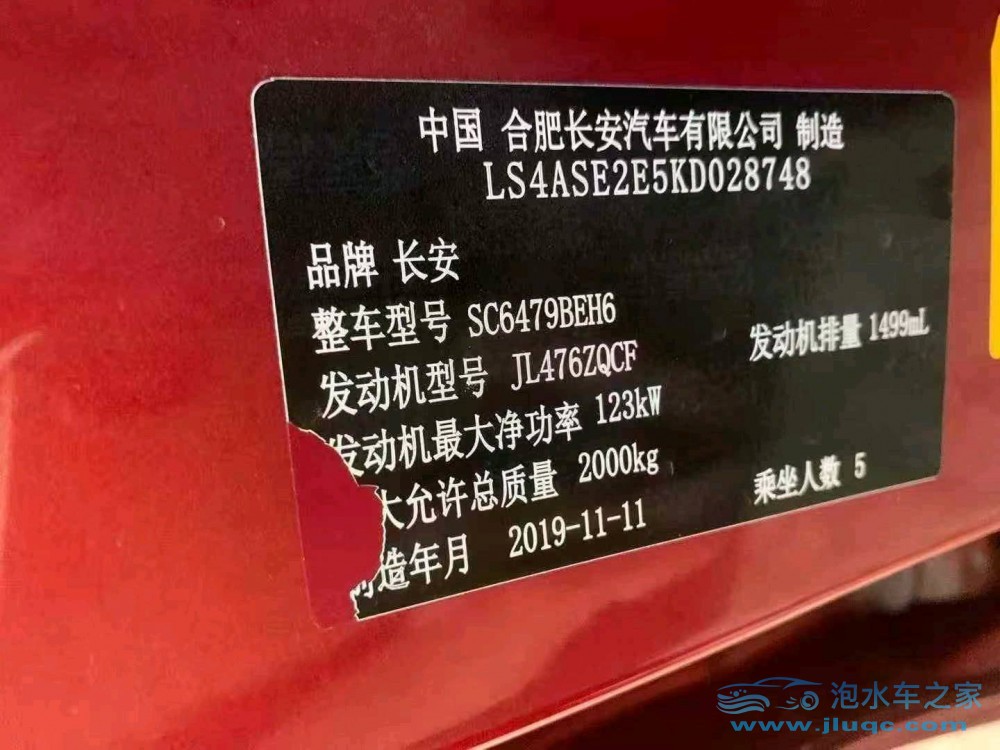 中国 合肥长安汽车有限公司 制造
LS4ASE2E5KD028748
品牌 长安
整车型号 SC6479BEH6
发动机型号 JL476ZQCF
发动机排量 1499mL
发动机最大净功率 123kW
大允许总质量 2000kg
乘坐人数 5
制造年月 2019-11-11
泡水车之家
www.jluqc.com